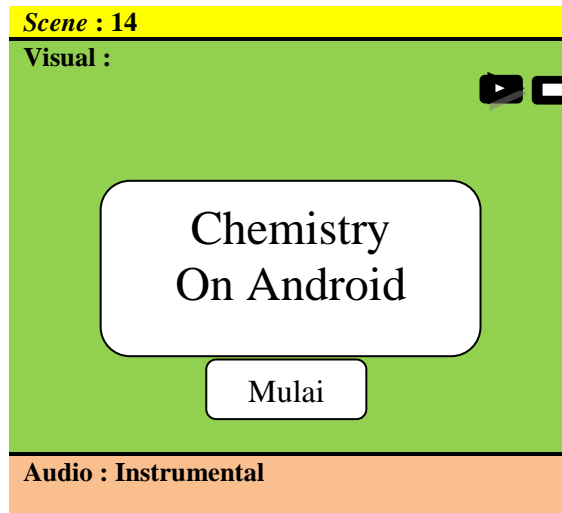 Scene : 14
Visual :
Chemistry
On Android
Mulai
Audio : Instrumental